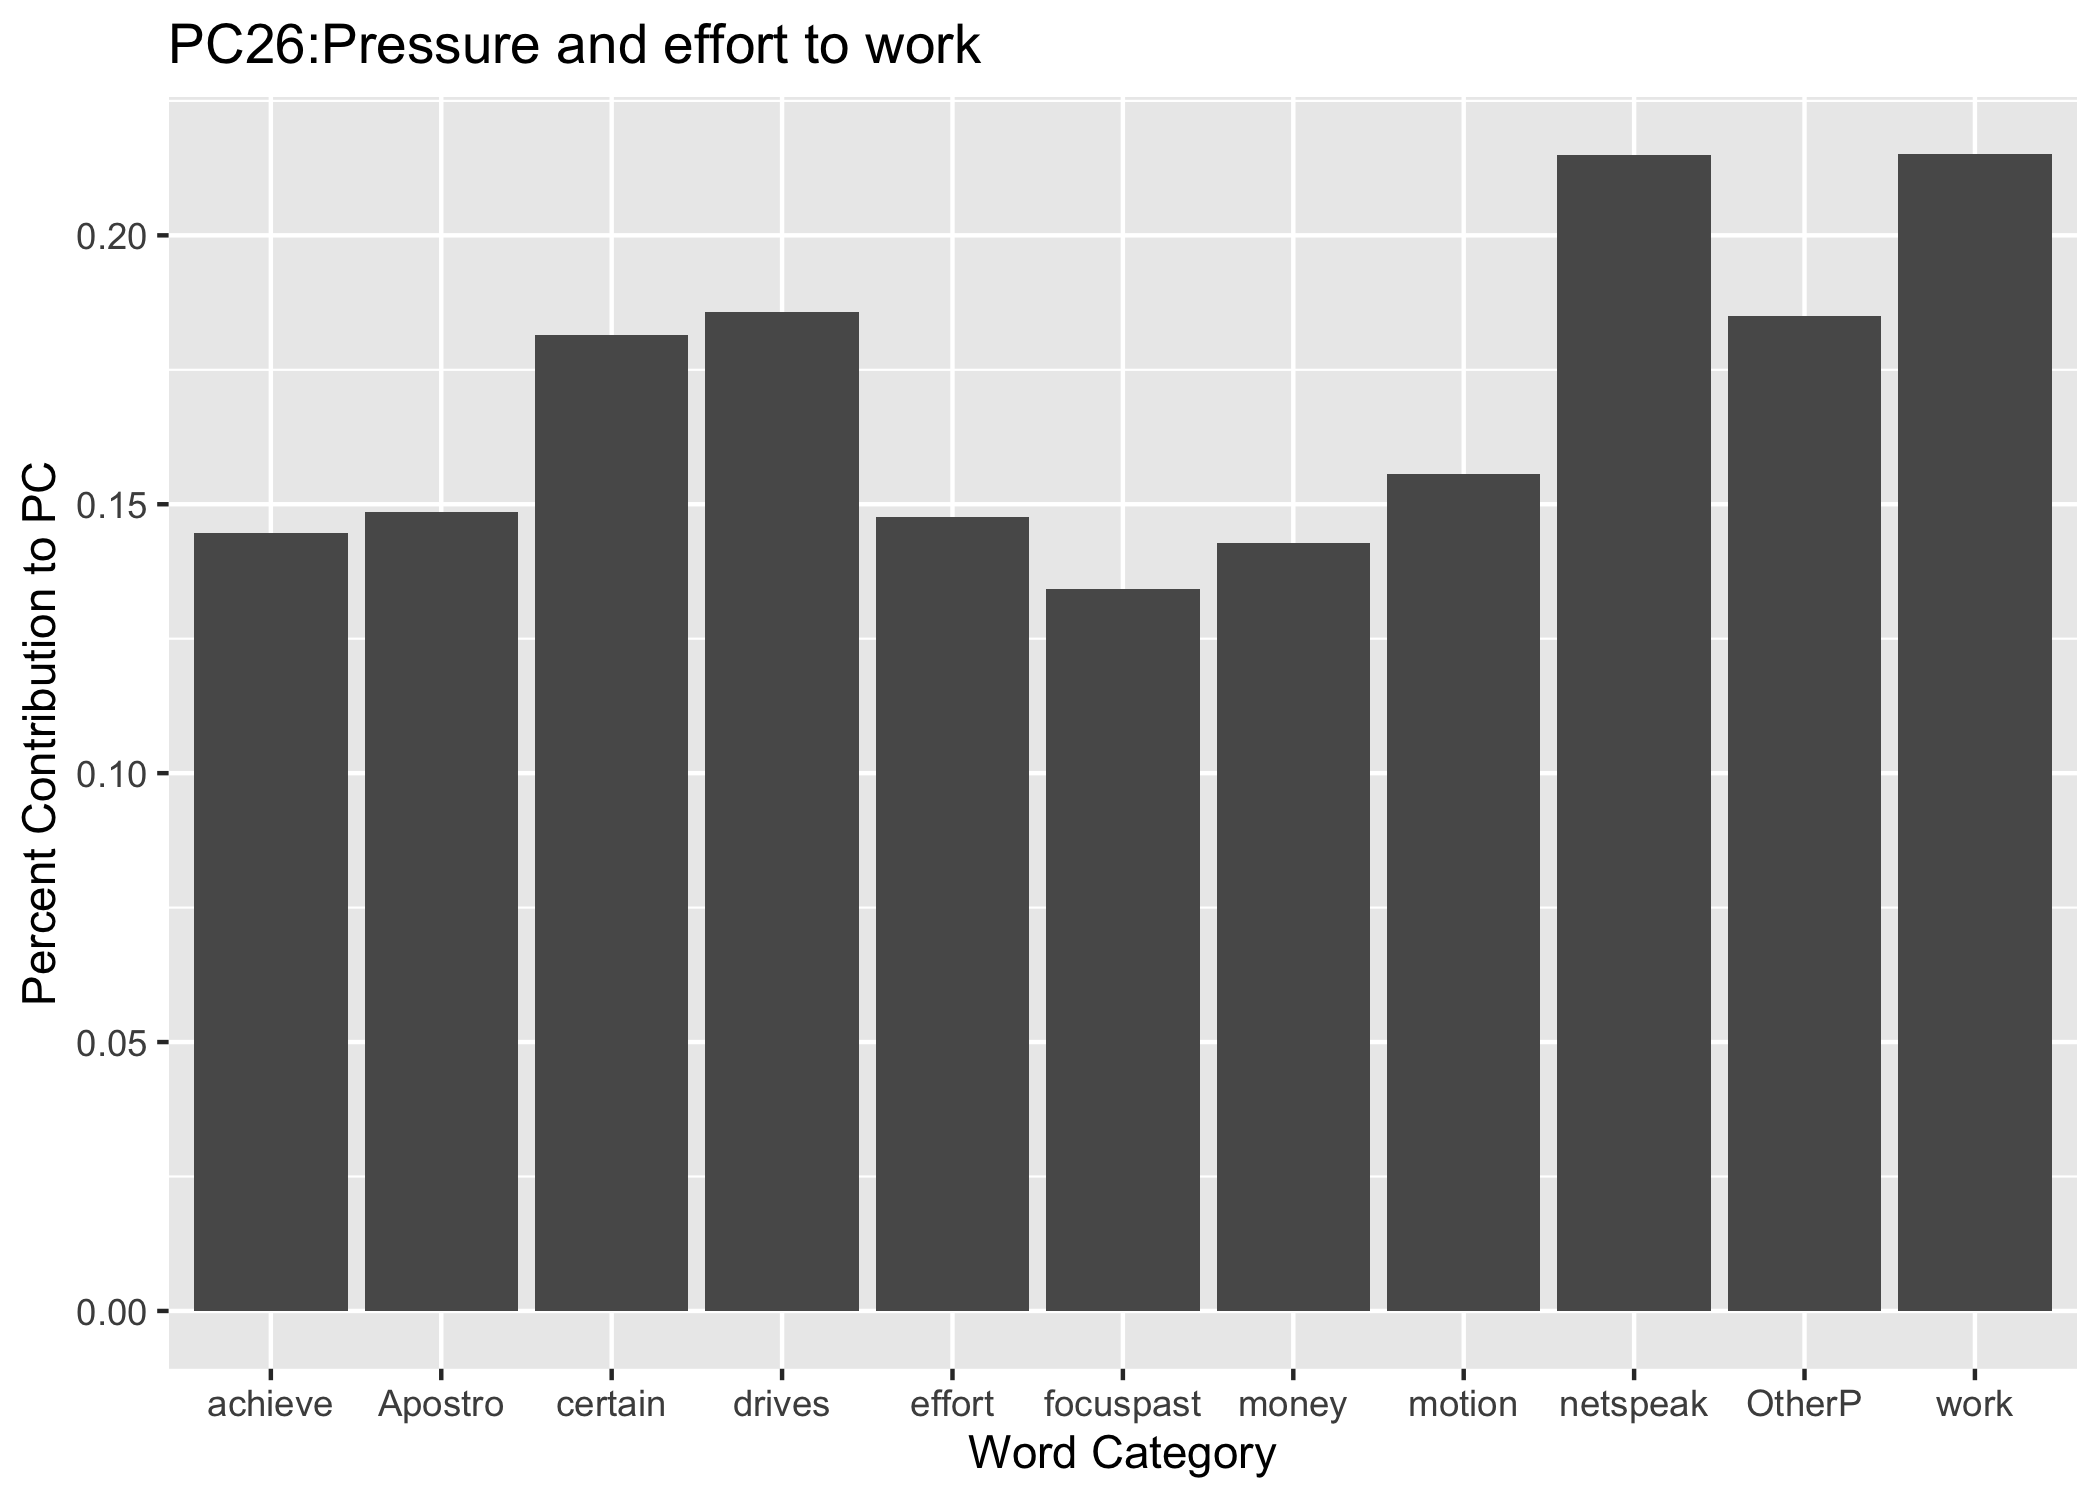 PC26:Pressure and effort to work
Percent Contribution to PC
0.20
0.15
0.10
0.05
0.00
achieve Apostro certain drives effort focuspast money motion netspeak OtherP work
Word Category